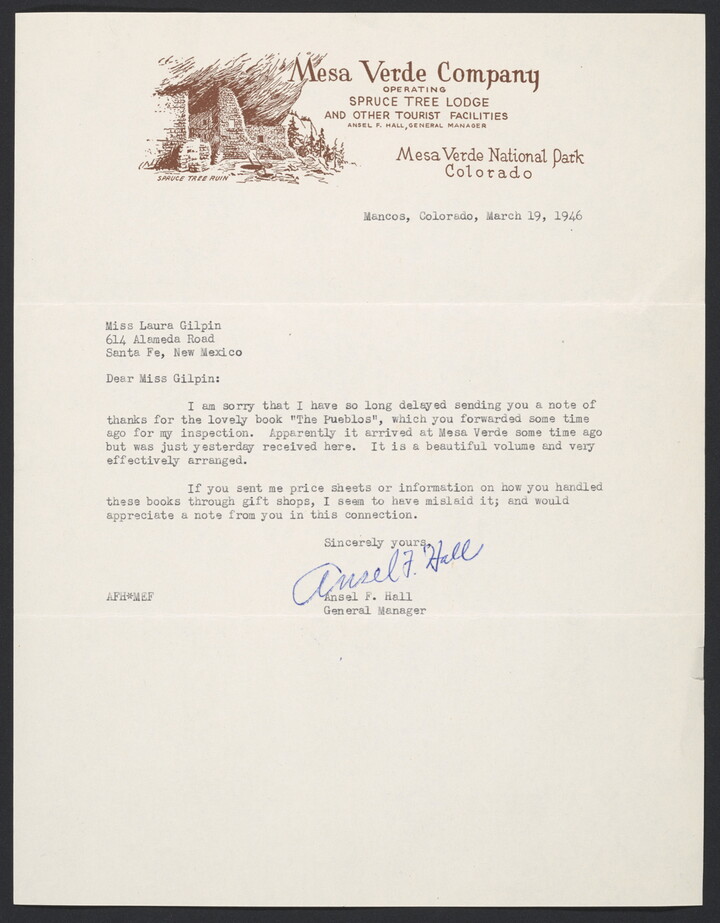 Mesa Verde Company
OPERATING
SPRUCE TREE LODGE
AND OTHER TOURIST FACILITIES
ANSEL F. HALL, GENERAL MANAGER
Mesa Verde National Park
Colorado
SPRUCE TREE RUIN
Mancos, Colorado, March 19, 1946
Miss Laura Gilpin
614 Alameda Road
Santa Fe, New Mexico
Dear Miss Gilpin:
I am sorry that I have so long delayed sending you a note of
thanks for the lovely book "The Pueblos", which you forwarded some time
ago for my inspection. Apparently it arrived at Mesa Verde some time ago
but was just yesterday received here. It is a beautiful volume and very
effectively arranged.
If you sent me price sheets or information on how you handled
these books through gift shops, I seem to have mislaid it; and would
appreciate a note from you in this connection.
Sincerely yours,
Ansel F. Hall
AFH*MEF
Ansel F. Hall
General Manager